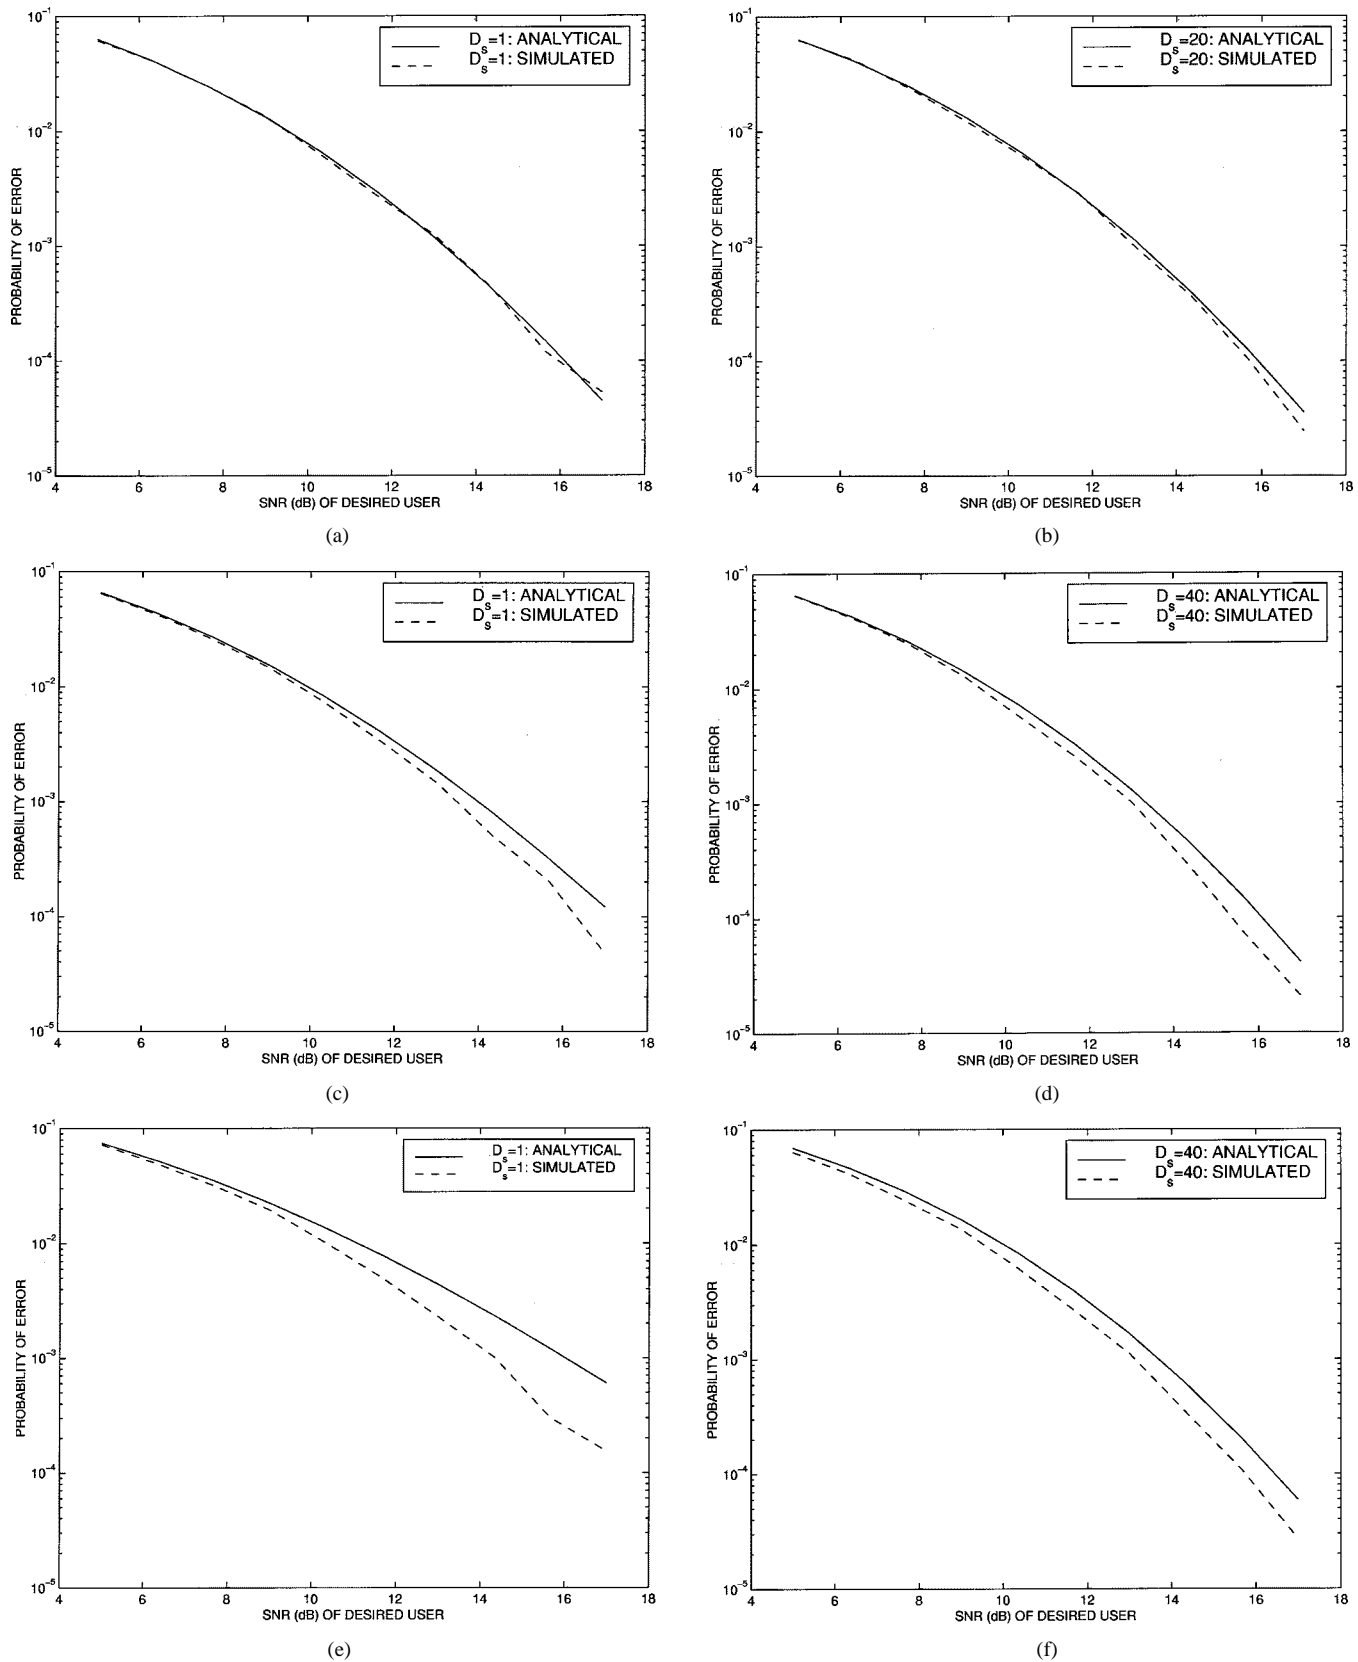 10⁻¹
D_s=1: ANALYTICAL
D_s=1: SIMULATED
10⁻²
10⁻³
10⁻⁴
10⁻⁵
PROBABILITY OF ERROR
4 6 8 10 12 14 16 18
SNR (dB) OF DESIRED USER
(a)
10⁻¹
D_s=20: ANALYTICAL
D_s=20: SIMULATED
10⁻²
10⁻³
10⁻⁴
10⁻⁵
PROBABILITY OF ERROR
4 6 8 10 12 14 16 18
SNR (dB) OF DESIRED USER
(b)
10⁻¹
D_s=1: ANALYTICAL
D_s=1: SIMULATED
10⁻²
10⁻³
10⁻⁴
10⁻⁵
PROBABILITY OF ERROR
4 6 8 10 12 14 16 18
SNR (dB) OF DESIRED USER
(c)
10⁻¹
D_s=40: ANALYTICAL
D_s=40: SIMULATED
10⁻²
10⁻³
10⁻⁴
10⁻⁵
PROBABILITY OF ERROR
4 6 8 10 12 14 16 18
SNR (dB) OF DESIRED USER
(d)
10⁻¹
D_s=1: ANALYTICAL
D_s=1: SIMULATED
10⁻²
10⁻³
10⁻⁴
10⁻⁵
PROBABILITY OF ERROR
4 6 8 10 12 14 16 18
SNR (dB) OF DESIRED USER
(e)
10⁻¹
D_s=40: ANALYTICAL
D_s=40: SIMULATED
10⁻²
10⁻³
10⁻⁴
10⁻⁵
PROBABILITY OF ERROR
4 6 8 10 12 14 16 18
SNR (dB) OF DESIRED USER
(f)